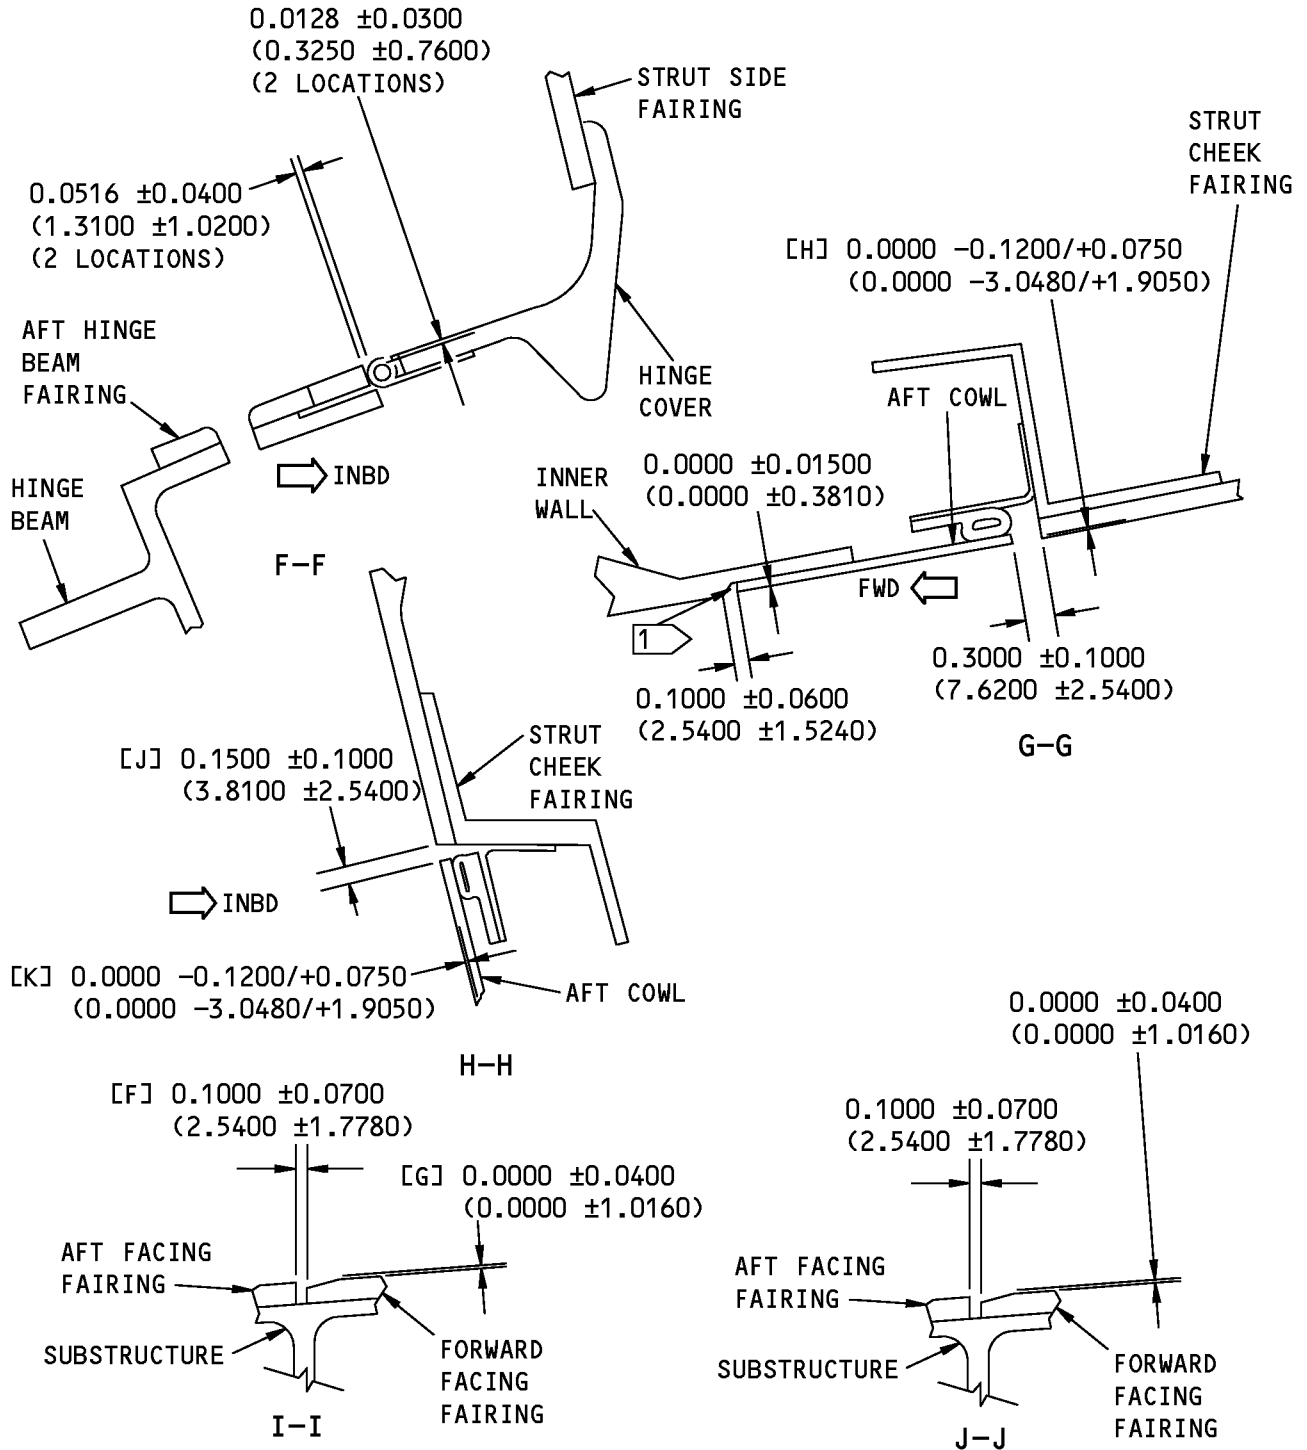 0.0128 ±0.0300
(0.3250 ±0.7600)
(2 LOCATIONS)
STRUT SIDE
FAIRING
0.0516 ±0.0400
(1.3100 ±1.0200)
(2 LOCATIONS)
AFT HINGE
BEAM
FAIRING
HINGE
COVER
HINGE
BEAM
INBD
F-F
STRUT
CHEEK
FAIRING
[H] 0.0000 -0.1200/+0.0750
(0.0000 -3.0480/+1.9050)
AFT COWL
INNER
WALL
0.0000 ±0.01500
(0.0000 ±0.3810)
FWD
1
0.1000 ±0.0600
(2.5400 ±1.5240)
0.3000 ±0.1000
(7.6200 ±2.5400)
G-G
[J] 0.1500 ±0.1000
(3.8100 ±2.5400)
STRUT
CHEEK
FAIRING
INBD
[K] 0.0000 -0.1200/+0.0750
(0.0000 -3.0480/+1.9050)
AFT COWL
H-H
[F] 0.1000 ±0.0700
(2.5400 ±1.7780)
[G] 0.0000 ±0.0400
(0.0000 ±1.0160)
AFT FACING
FAIRING
SUBSTRUCTURE
FORWARD
FACING
FAIRING
I-I
0.0000 ±0.0400
(0.0000 ±1.0160)
0.1000 ±0.0700
(2.5400 ±1.7780)
AFT FACING
FAIRING
SUBSTRUCTURE
FORWARD
FACING
FAIRING
J-J